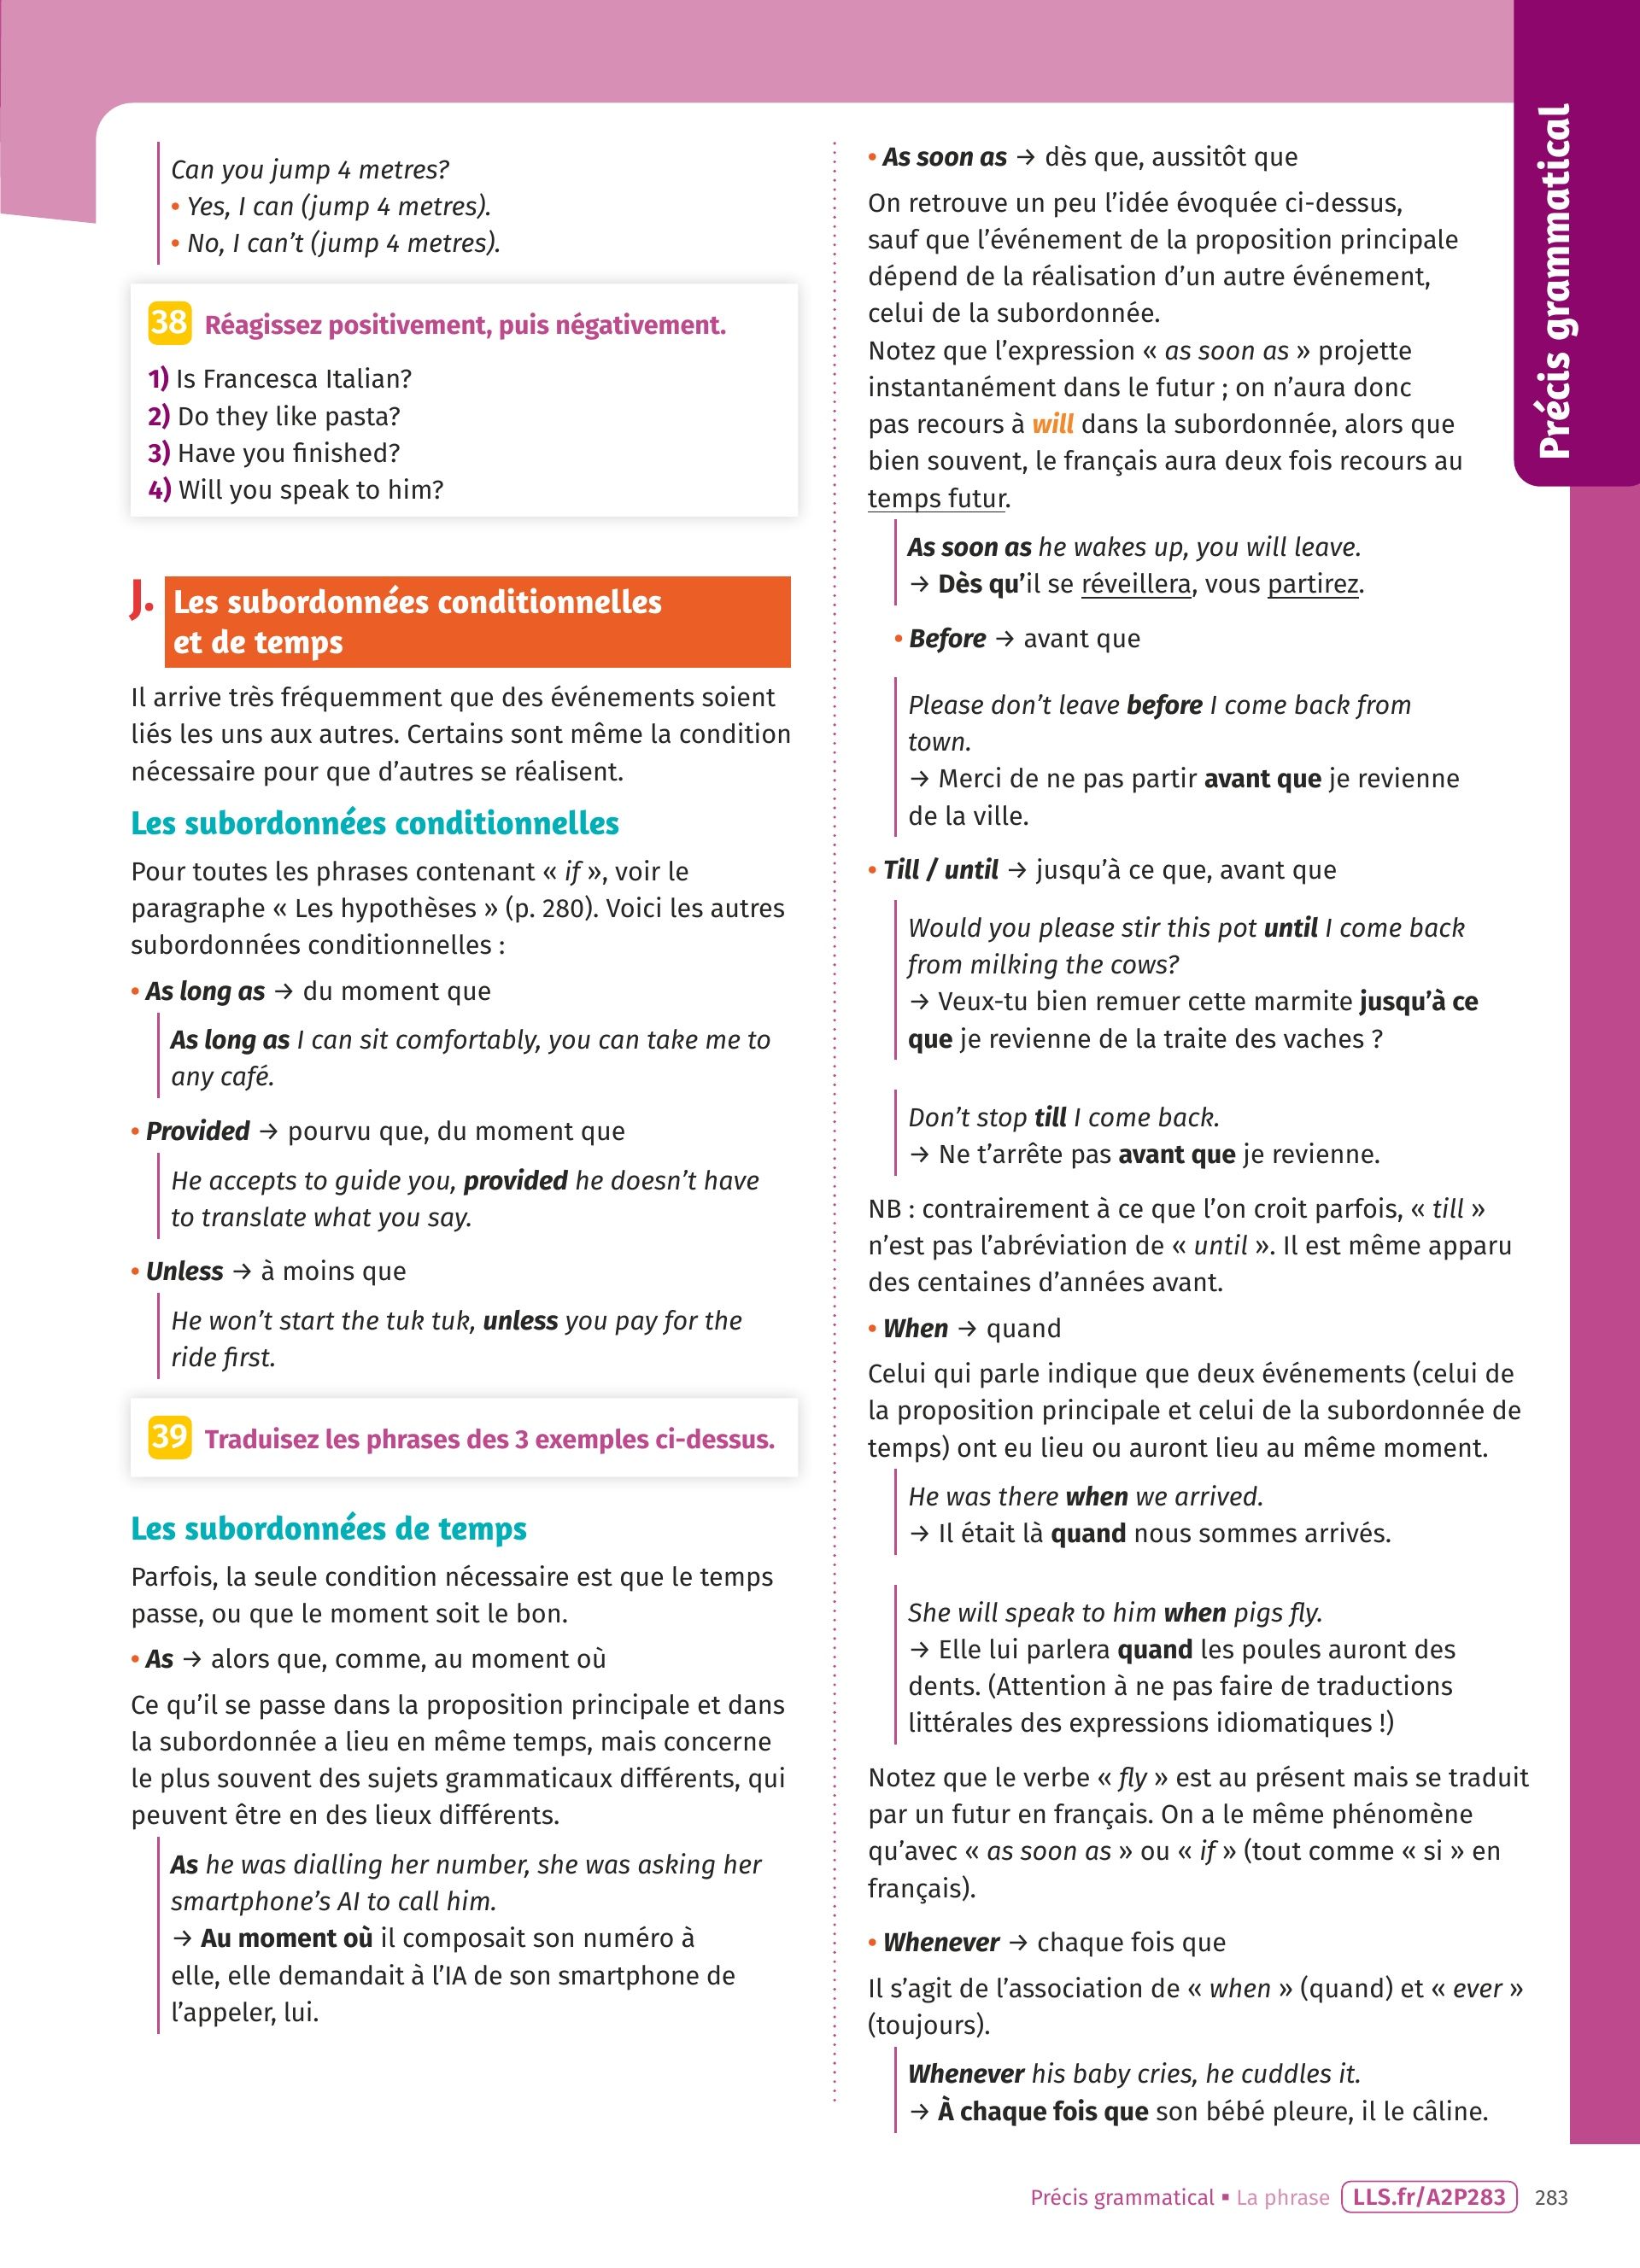 Précis grammatical
Can you jump 4 metres?
• Yes, I can (jump 4 metres).
• No, I can’t (jump 4 metres).
38 Réagissez positivement, puis négativement.
1) Is Francesca Italian?
2) Do they like pasta?
3) Have you finished?
4) Will you speak to him?
J. Les subordonnées conditionnelles
et de temps
Il arrive très fréquemment que des événements soient
liés les uns aux autres. Certains sont même la condition
nécessaire pour que d’autres se réalisent.
Les subordonnées conditionnelles
Pour toutes les phrases contenant « if », voir le
paragraphe « Les hypothèses » (p. 280). Voici les autres
subordonnées conditionnelles :
• As long as → du moment que
As long as I can sit comfortably, you can take me to
any café.
• Provided → pourvu que, du moment que
He accepts to guide you, provided he doesn’t have
to translate what you say.
• Unless → à moins que
He won’t start the tuk tuk, unless you pay for the
ride first.
39 Traduisez les phrases des 3 exemples ci-dessus.
Les subordonnées de temps
Parfois, la seule condition nécessaire est que le temps
passe, ou que le moment soit le bon.
• As → alors que, comme, au moment où
Ce qu’il se passe dans la proposition principale et dans
la subordonnée a lieu en même temps, mais concerne
le plus souvent des sujets grammaticaux différents, qui
peuvent être en des lieux différents.
As he was dialling her number, she was asking her
smartphone’s AI to call him.
→ Au moment où il composait son numéro à
elle, elle demandait à l’IA de son smartphone de
l’appeler, lui.
• As soon as → dès que, aussitôt que
On retrouve un peu l’idée évoquée ci-dessus,
sauf que l’événement de la proposition principale
dépend de la réalisation d’un autre événement,
celui de la subordonnée.
Notez que l’expression « as soon as » projette
instantanément dans le futur ; on n’aura donc
pas recours à will dans la subordonnée, alors que
bien souvent, le français aura deux fois recours au
temps futur.
As soon as he wakes up, you will leave.
→ Dès qu’il se réveillera, vous partirez.
• Before → avant que
Please don’t leave before I come back from
town.
→ Merci de ne pas partir avant que je revienne
de la ville.
• Till / until → jusqu’à ce que, avant que
Would you please stir this pot until I come back
from milking the cows?
→ Veux-tu bien remuer cette marmite jusqu’à ce
que je revienne de la traite des vaches ?
Don’t stop till I come back.
→ Ne t’arrête pas avant que je revienne.
NB : contrairement à ce que l’on croit parfois, « till »
n’est pas l’abréviation de « until ». Il est même apparu
des centaines d’années avant.
• When → quand
Celui qui parle indique que deux événements (celui de
la proposition principale et celui de la subordonnée de
temps) ont eu lieu ou auront lieu au même moment.
He was there when we arrived.
→ Il était là quand nous sommes arrivés.
She will speak to him when pigs fly.
→ Elle lui parlera quand les poules auront des
dents. (Attention à ne pas faire de traductions
littérales des expressions idiomatiques !)
Notez que le verbe « fly » est au présent mais se traduit
par un futur en français. On a le même phénomène
qu’avec « as soon as » ou « if » (tout comme « si » en
français).
• Whenever → chaque fois que
Il s’agit de l’association de « when » (quand) et « ever »
(toujours).
Whenever his baby cries, he cuddles it.
→ À chaque fois que son bébé pleure, il le câline.
Précis grammatical ▪ La phrase LLS.fr/A2P283 283